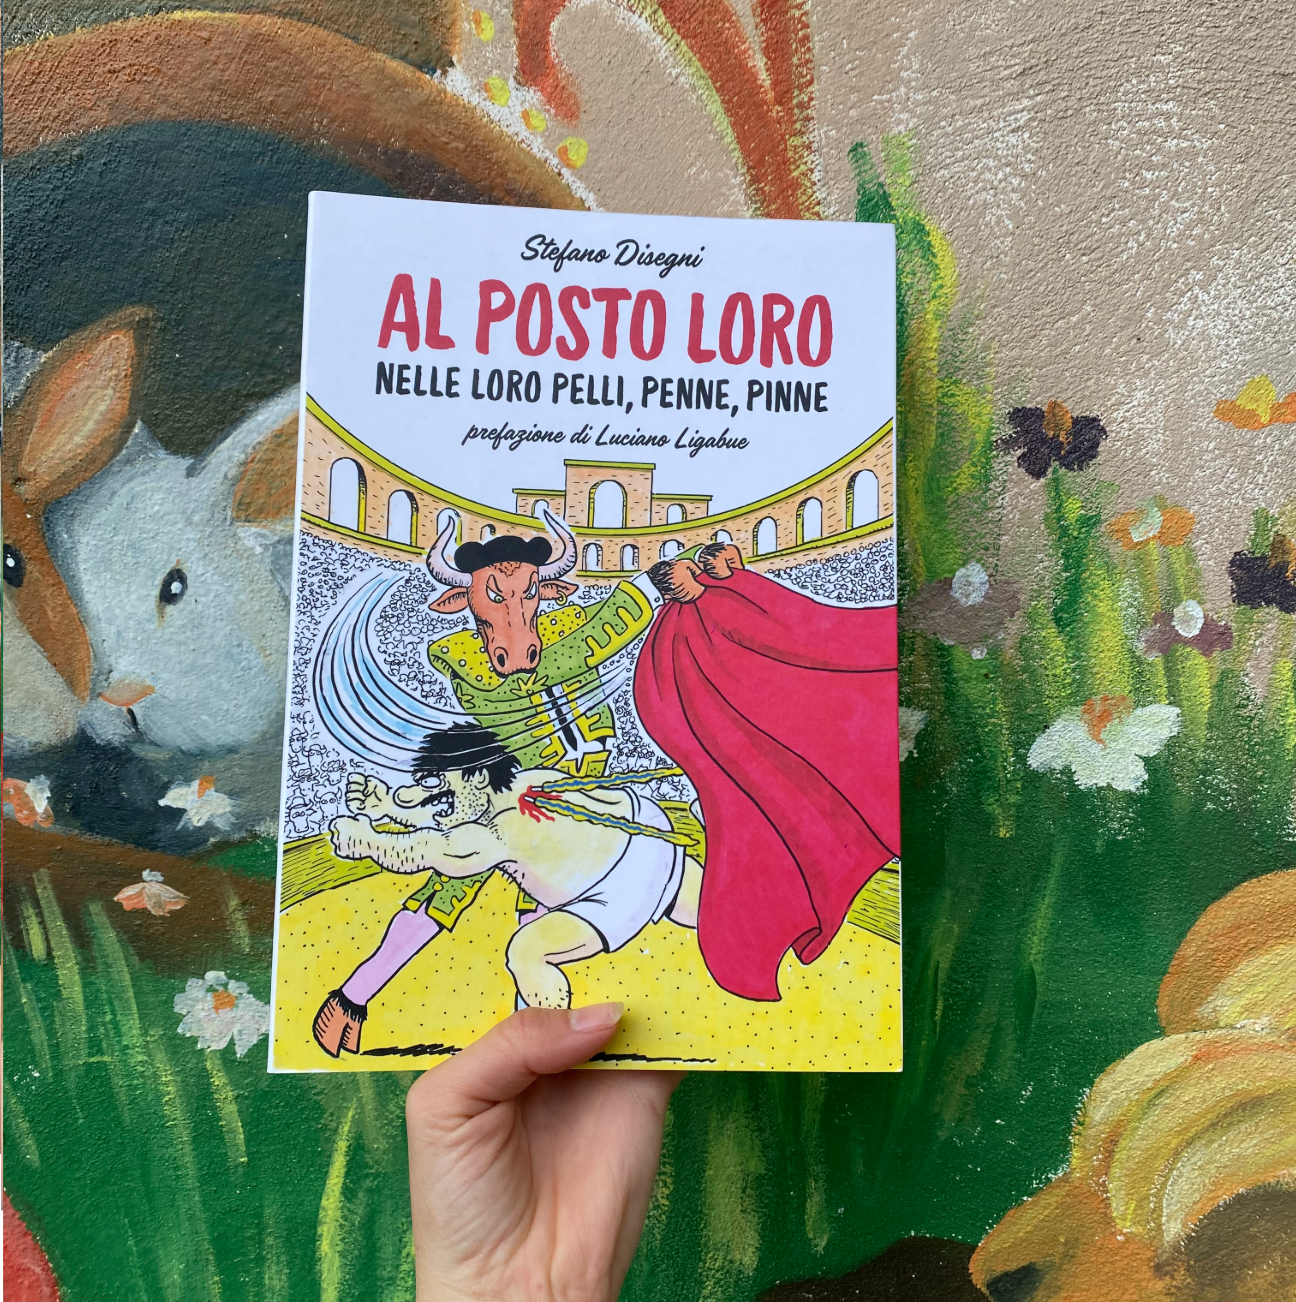 Stefano Disegni
AL POSTO LORO
NELLE LORO PELLI, PENNE, PINNE
prefazione di Luciano Ligabue